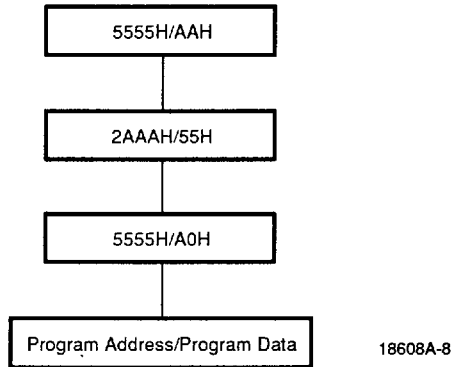 5555H/AAH
2AAAH/55H
5555H/A0H
Program Address/Program Data
18608A-8